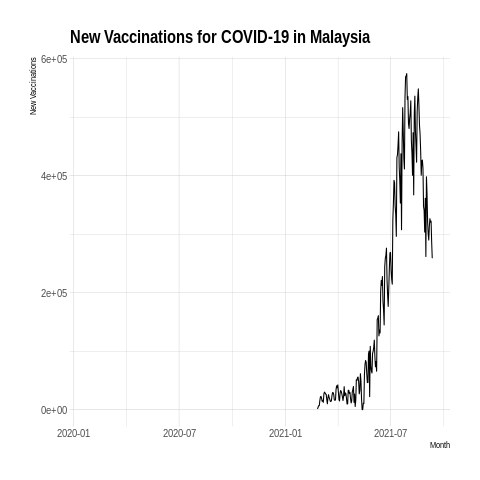 New Vaccinations for COVID-19 in Malaysia
New Vaccinations
6e+05
4e+05
2e+05
0e+00
2020-01 2020-07 2021-01 2021-07
Month